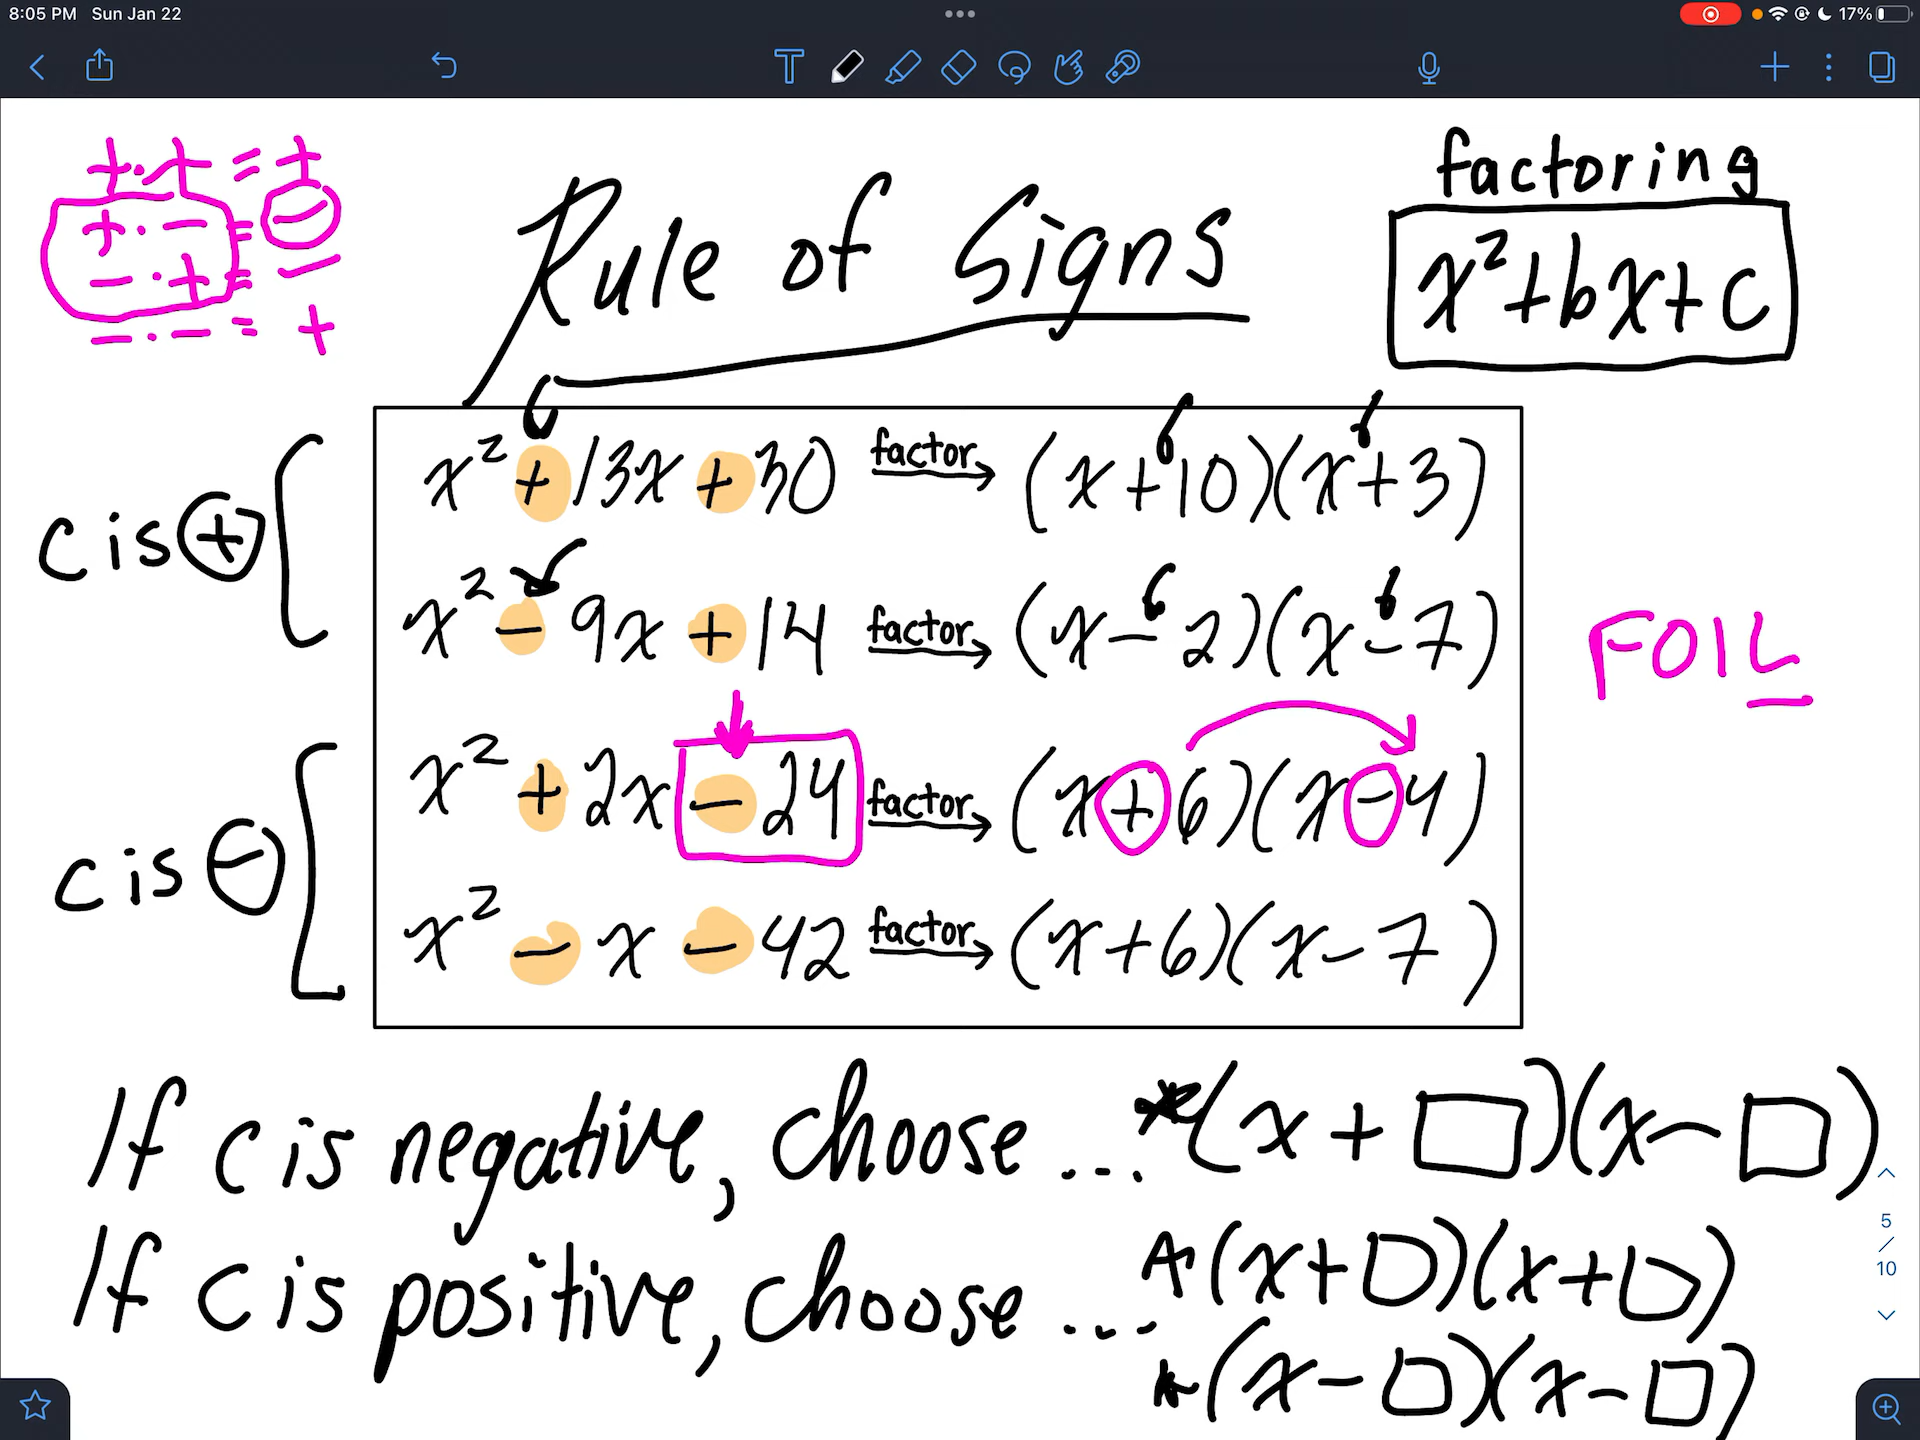 8:05 PM Sun Jan 22
17%
+ · + = +
+ · − = −
− · + = −
− · − = +
Rule of Signs
factoring
x²+bx+c
c is +
x² + 13x + 30 factor → (x+10)(x+3)
x² − 9x + 14 factor → (x−2)(x−7)
FOIL
c is −
x² + 2x − 24 factor → (x+6)(x−4)
x² − x − 42 factor → (x+6)(x−7)
If c is negative, choose ... *(x + □)(x − □)
If c is positive, choose ... *(x+□)(x+□)
*(x−□)(x−□)
5
/
10